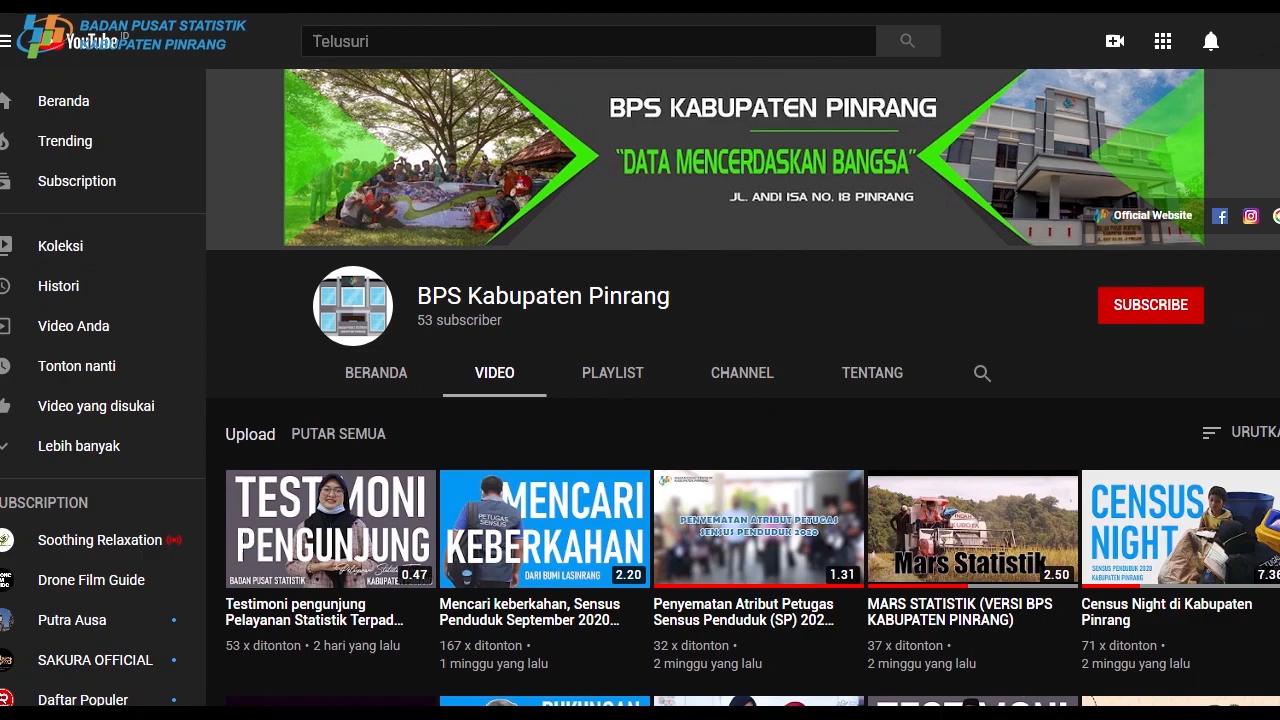 BADAN PUSAT STATISTIK
KABUPATEN PINRANG
YouTube ID
Telusuri
Beranda
Trending
Subscription
Koleksi
Histori
Video Anda
Tonton nanti
Video yang disukai
Lebih banyak
UBSCRIPTION
Soothing Relaxation
Drone Film Guide
Putra Ausa
SAKURA OFFICIAL
Daftar Populer
BPS KABUPATEN PINRANG
"DATA MENCERDASKAN BANGSA"
JL. ANDI ISA NO. 18 PINRANG
Official Website
BPS Kabupaten Pinrang
53 subscriber
SUBSCRIBE
BERANDA
VIDEO
PLAYLIST
CHANNEL
TENTANG
Upload
PUTAR SEMUA
URUTKA
TESTIMONI
PENGUNJUNG
BADAN PUSAT STATISTIK
0.47
Testimoni pengunjung
Pelayanan Statistik Terpad...
53 x ditonton • 2 hari yang lalu
PETUGAS
SENSUS
MENCARI
KEBERKAHAN
DARI BUMI LASINRANG
2.20
Mencari keberkahan, Sensus
Penduduk September 2020...
167 x ditonton •
1 minggu yang lalu
PENYEMATAN ATRIBUT PETUGAS
SENSUS PENDUDUK 2020
1.31
Penyematan Atribut Petugas
Sensus Penduduk (SP) 202...
32 x ditonton •
2 minggu yang lalu
Mars Statistik
2.50
MARS STATISTIK (VERSI BPS
KABUPATEN PINRANG)
37 x ditonton •
2 minggu yang lalu
CENSUS
NIGHT
SENSUS PENDUDUK 2020
KABUPATEN PINRANG
7.36
Census Night di Kabupaten
Pinrang
71 x ditonton •
2 minggu yang lalu
DUKUNGAN
TESTIMONI